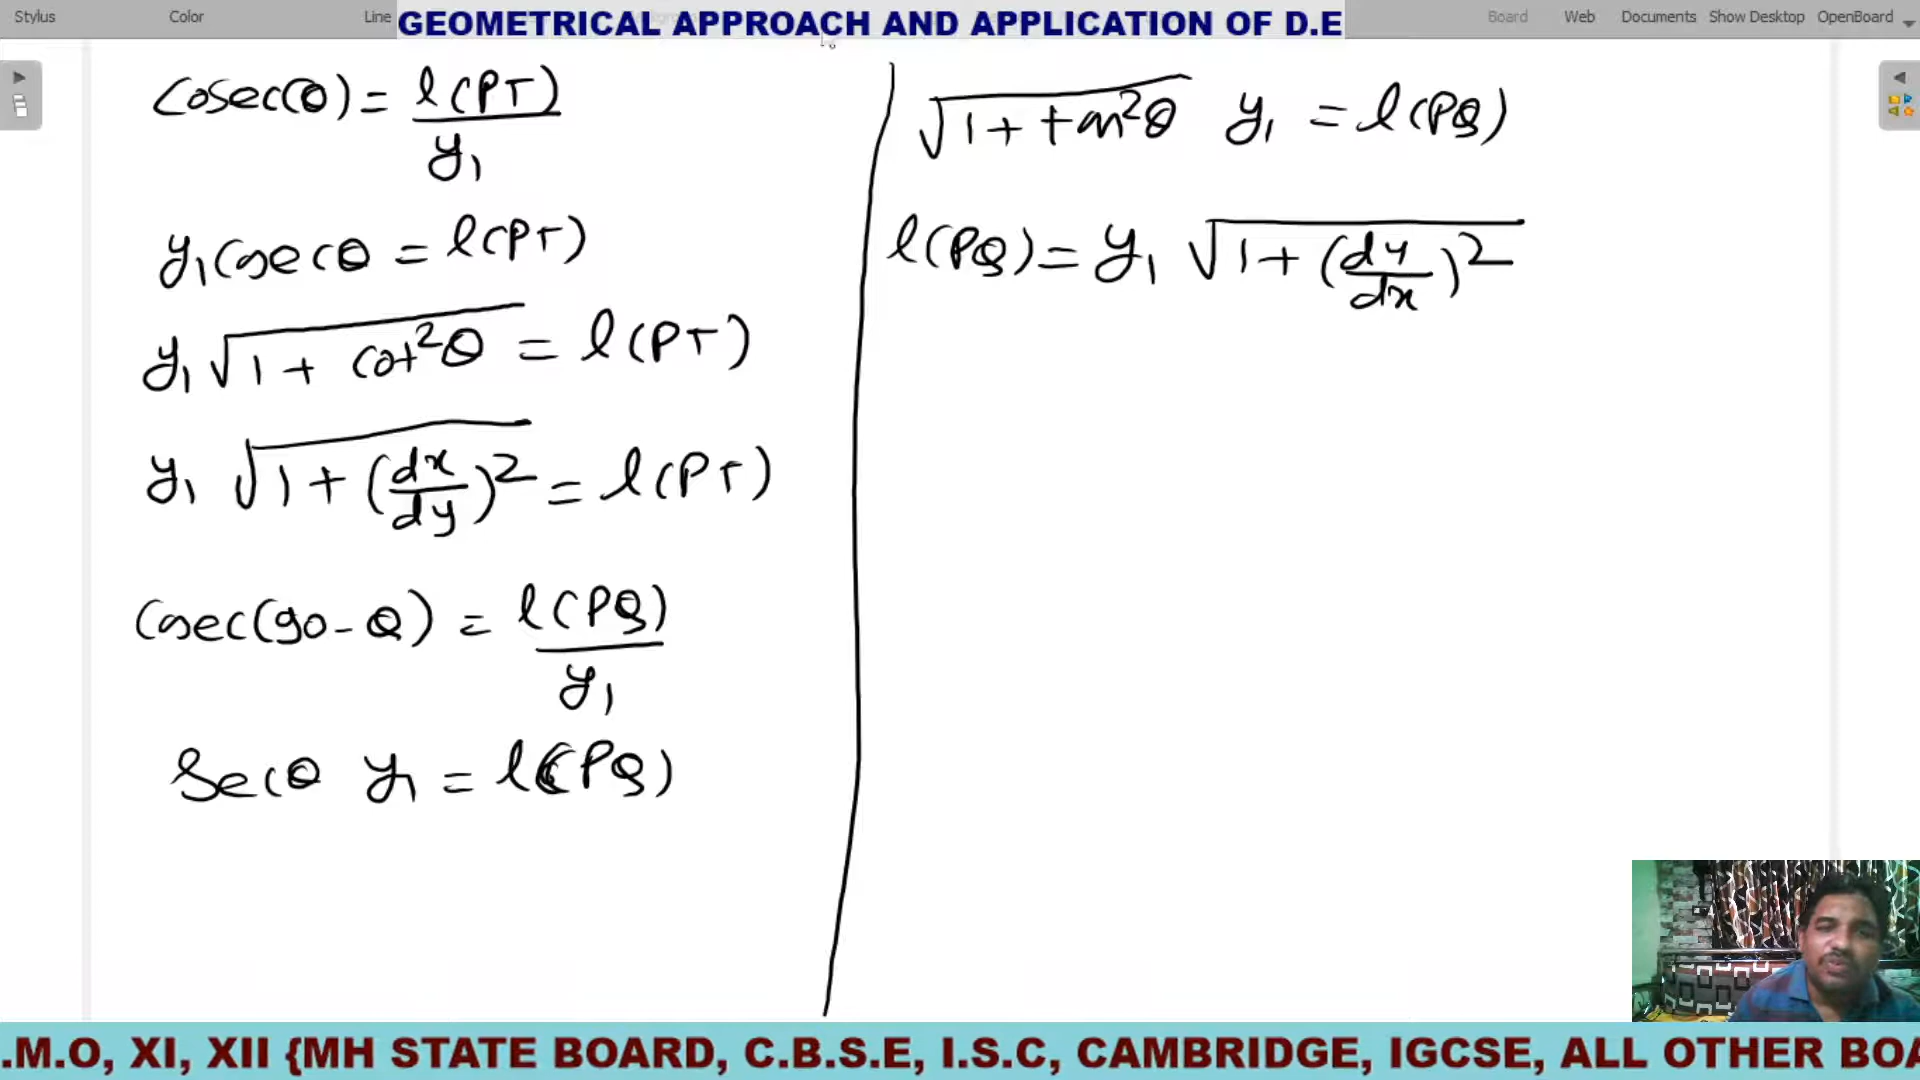 Stylus Color Line Board Web Documents Show Desktop OpenBoard
GEOMETRICAL APPROACH AND APPLICATION OF D.E
Cosec(θ) = l(PT) / y₁
y₁ Cosecθ = l(PT)
y₁ √(1 + cot²θ) = l(PT)
y₁ √(1 + (dx/dy)²) = l(PT)
Cosec(90-θ) = l(PQ) / y₁
Secθ y₁ = l(PQ)
√(1 + tan²θ) y₁ = l(PQ)
l(PQ) = y₁ √(1 + (dy/dx)²)
.M.O, XI, XII {MH STATE BOARD, C.B.S.E, I.S.C, CAMBRIDGE, IGCSE, ALL OTHER BOA